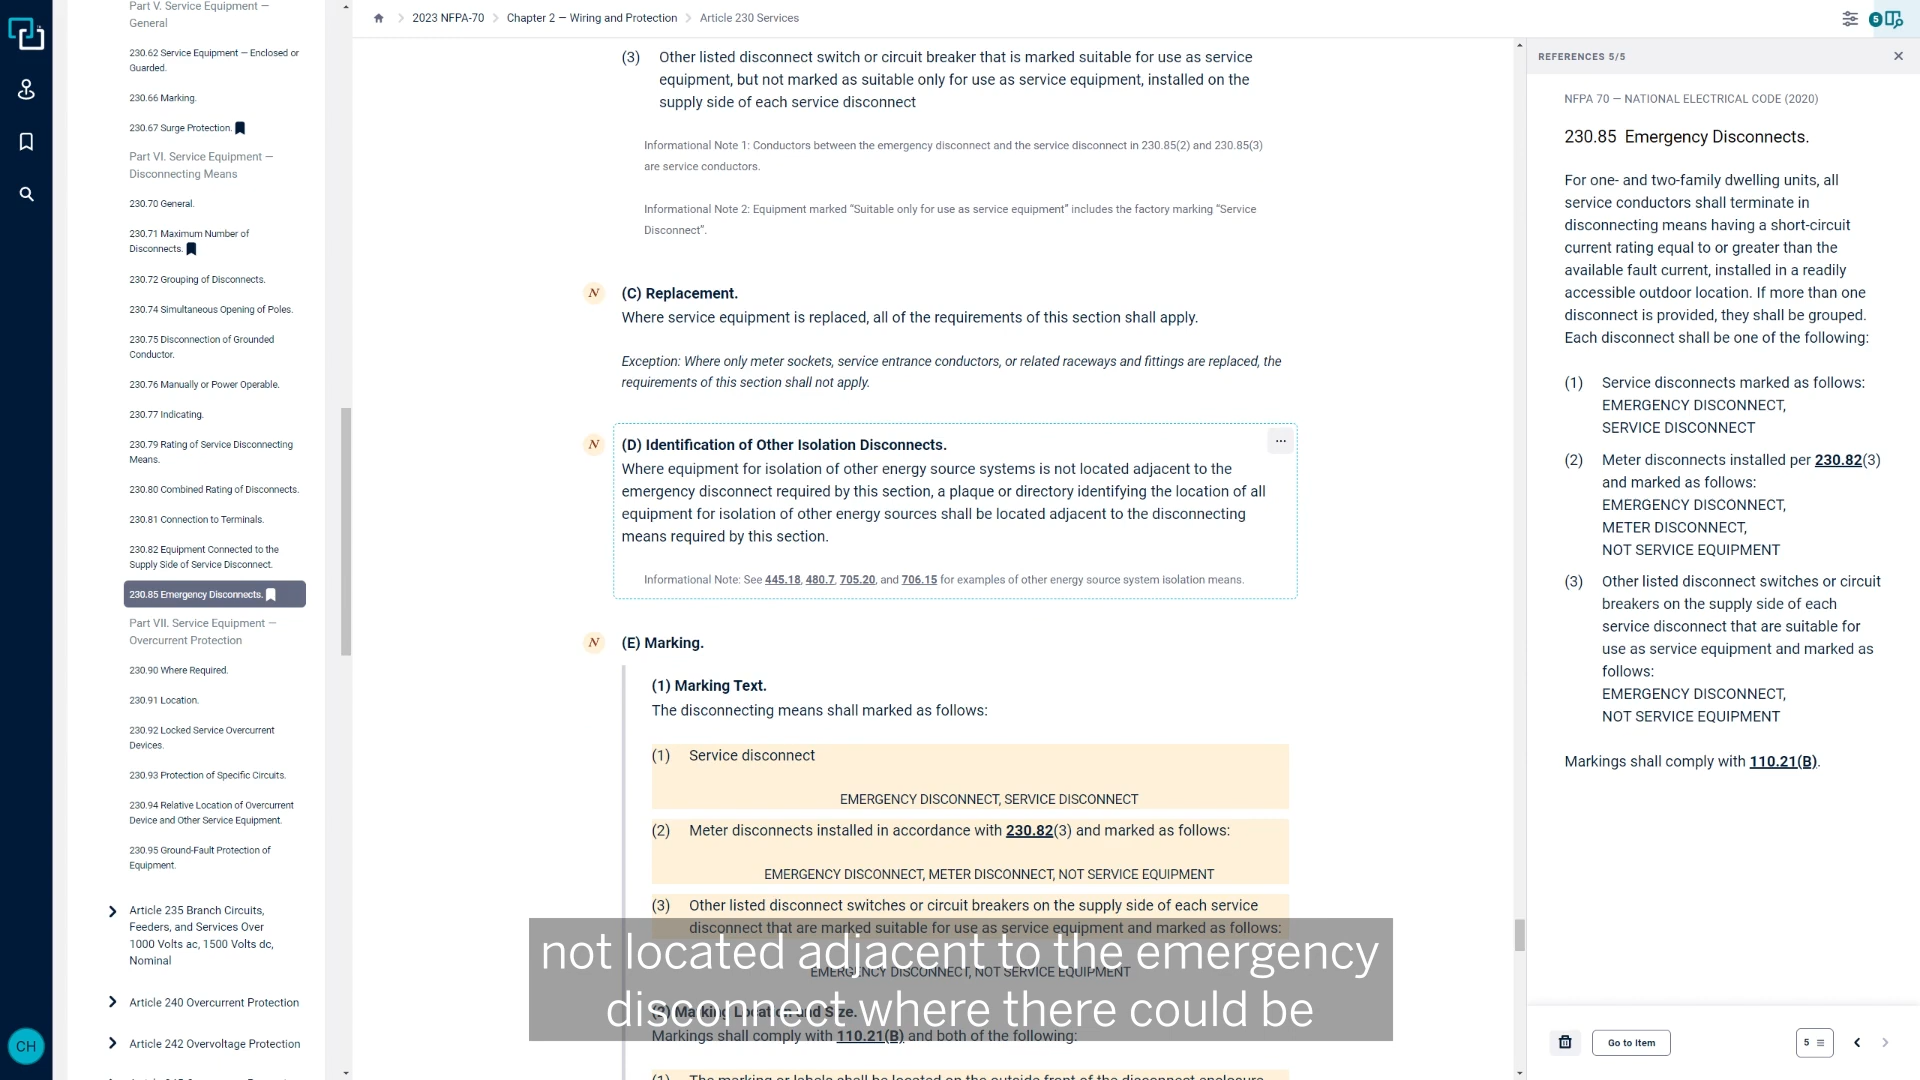 Part V. Service Equipment —
General
230.62 Service Equipment — Enclosed or
Guarded.
230.66 Marking.
230.67 Surge Protection.
Part VI. Service Equipment —
Disconnecting Means
230.70 General.
230.71 Maximum Number of
Disconnects.
230.72 Grouping of Disconnects.
230.74 Simultaneous Opening of Poles.
230.75 Disconnection of Grounded
Conductor.
230.76 Manually or Power Operable.
230.77 Indicating.
230.79 Rating of Service Disconnecting
Means.
230.80 Combined Rating of Disconnects.
230.81 Connection to Terminals.
230.82 Equipment Connected to the
Supply Side of Service Disconnect.
230.85 Emergency Disconnects.
Part VII. Service Equipment —
Overcurrent Protection
230.90 Where Required.
230.91 Location.
230.92 Locked Service Overcurrent
Devices.
230.93 Protection of Specific Circuits.
230.94 Relative Location of Overcurrent
Device and Other Service Equipment.
230.95 Ground-Fault Protection of
Equipment.
Article 235 Branch Circuits,
Feeders, and Services Over
1000 Volts ac, 1500 Volts dc,
Nominal
Article 240 Overcurrent Protection
Article 242 Overvoltage Protection
CH
2023 NFPA-70
Chapter 2 — Wiring and Protection
Article 230 Services
5
(3) Other listed disconnect switch or circuit breaker that is marked suitable for use as service
equipment, but not marked as suitable only for use as service equipment, installed on the
supply side of each service disconnect
Informational Note 1: Conductors between the emergency disconnect and the service disconnect in 230.85(2) and 230.85(3)
are service conductors.
Informational Note 2: Equipment marked “Suitable only for use as service equipment” includes the factory marking “Service
Disconnect”.
N (C) Replacement.
Where service equipment is replaced, all of the requirements of this section shall apply.
Exception: Where only meter sockets, service entrance conductors, or related raceways and fittings are replaced, the
requirements of this section shall not apply.
N (D) Identification of Other Isolation Disconnects.
...
Where equipment for isolation of other energy source systems is not located adjacent to the
emergency disconnect required by this section, a plaque or directory identifying the location of all
equipment for isolation of other energy sources shall be located adjacent to the disconnecting
means required by this section.
Informational Note: See 445.18, 480.7, 705.20, and 706.15 for examples of other energy source system isolation means.
N (E) Marking.
(1) Marking Text.
The disconnecting means shall marked as follows:
(1) Service disconnect
EMERGENCY DISCONNECT, SERVICE DISCONNECT
(2) Meter disconnects installed in accordance with 230.82(3) and marked as follows:
EMERGENCY DISCONNECT, METER DISCONNECT, NOT SERVICE EQUIPMENT
(3) Other listed disconnect switches or circuit breakers on the supply side of each service
disconnect that are marked suitable for use as service equipment and marked as follows:
EMERGENCY DISCONNECT, NOT SERVICE EQUIPMENT
(2) Marking Location and Size.
Markings shall comply with 110.21(B) and both of the following:
(1) The marking or labels shall be located on the outside front of the disconnect enclosure
not located adjacent to the emergency
disconnect where there could be
REFERENCES 5/5
NFPA 70 — NATIONAL ELECTRICAL CODE (2020)
230.85 Emergency Disconnects.
For one- and two-family dwelling units, all
service conductors shall terminate in
disconnecting means having a short-circuit
current rating equal to or greater than the
available fault current, installed in a readily
accessible outdoor location. If more than one
disconnect is provided, they shall be grouped.
Each disconnect shall be one of the following:
(1) Service disconnects marked as follows:
EMERGENCY DISCONNECT,
SERVICE DISCONNECT
(2) Meter disconnects installed per 230.82(3)
and marked as follows:
EMERGENCY DISCONNECT,
METER DISCONNECT,
NOT SERVICE EQUIPMENT
(3) Other listed disconnect switches or circuit
breakers on the supply side of each
service disconnect that are suitable for
use as service equipment and marked as
follows:
EMERGENCY DISCONNECT,
NOT SERVICE EQUIPMENT
Markings shall comply with 110.21(B).
Go to Item
5